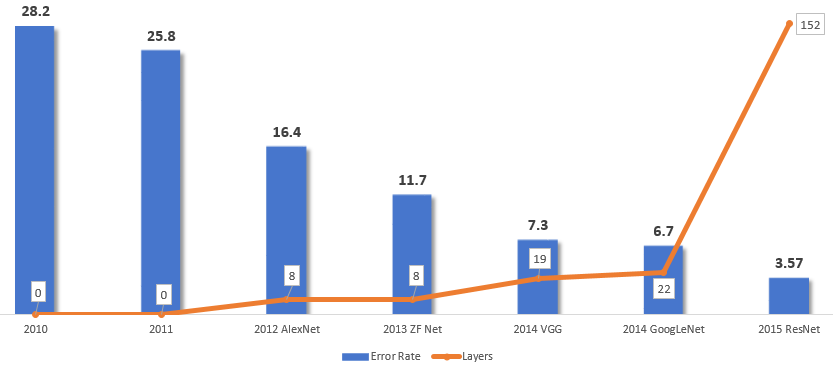 28.2
25.8
16.4
11.7
7.3
6.7
3.57
0
0
8
8
19
22
152
2010
2011
2012 AlexNet
2013 ZF Net
2014 VGG
2014 GoogLeNet
2015 ResNet
Error Rate
Layers